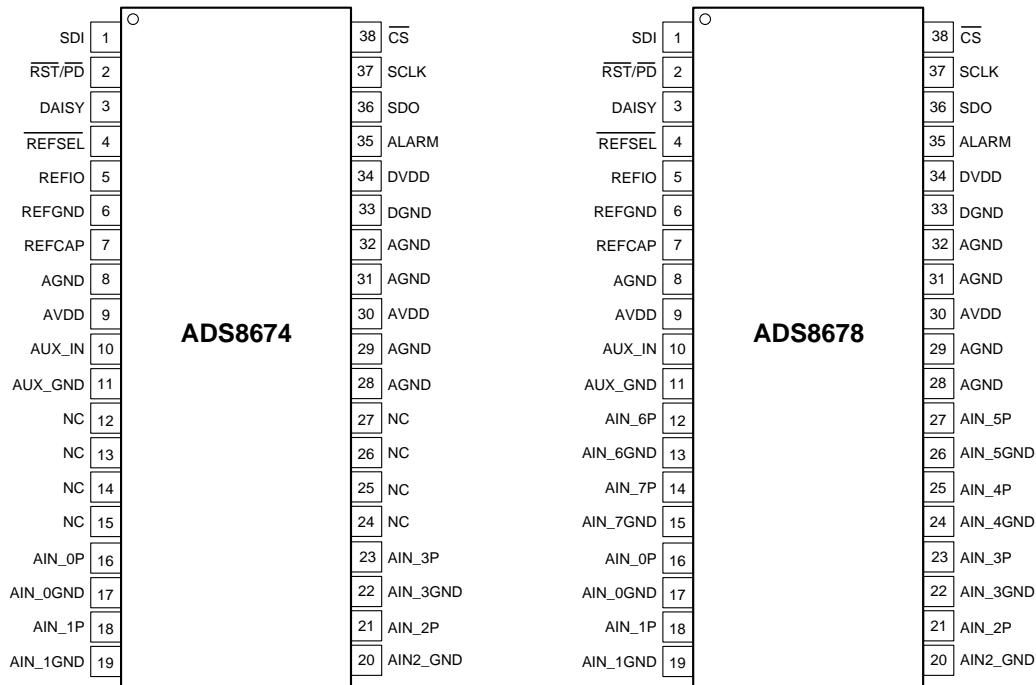 SDI 1 38 CS SDI 1 38 CS
RST/PD 2 37 SCLK RST/PD 2 37 SCLK
DAISY 3 36 SDO DAISY 3 36 SDO
REFSEL 4 35 ALARM REFSEL 4 35 ALARM
REFIO 5 34 DVDD REFIO 5 34 DVDD
REFGND 6 33 DGND REFGND 6 33 DGND
REFCAP 7 32 AGND REFCAP 7 32 AGND
AGND 8 31 AGND AGND 8 31 AGND
AVDD 9 30 AVDD AVDD 9 30 AVDD
ADS8674 ADS8678
AUX_IN 10 29 AGND AUX_IN 10 29 AGND
AUX_GND 11 28 AGND AUX_GND 11 28 AGND
NC 12 27 NC AIN_6P 12 27 AIN_5P
NC 13 26 NC AIN_6GND 13 26 AIN_5GND
NC 14 25 NC AIN_7P 14 25 AIN_4P
NC 15 24 NC AIN_7GND 15 24 AIN_4GND
AIN_0P 16 23 AIN_3P AIN_0P 16 23 AIN_3P
AIN_0GND 17 22 AIN_3GND AIN_0GND 17 22 AIN_3GND
AIN_1P 18 21 AIN_2P AIN_1P 18 21 AIN_2P
AIN_1GND 19 20 AIN2_GND AIN_1GND 19 20 AIN2_GND